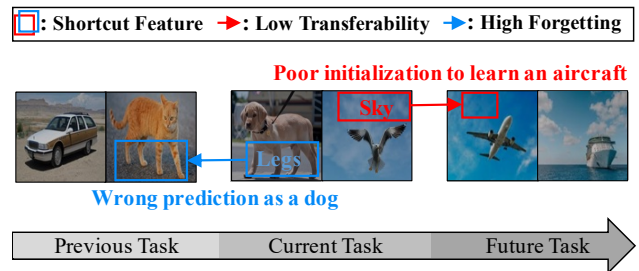 : Shortcut Feature : Low Transferability : High Forgetting
Poor initialization to learn an aircraft
Sky
Legs
Wrong prediction as a dog
Previous Task Current Task Future Task